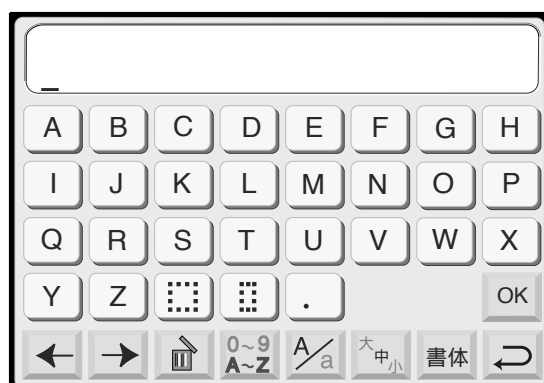 _
A B C D E F G H
I J K L M N O P
Q R S T U V W X
Y Z . OK
0~9 A~Z A/a 大中小 書体